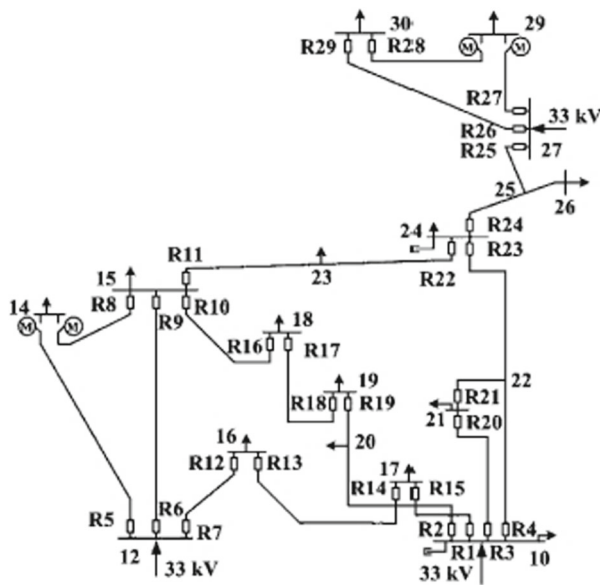 30 29
R29 R28 M M
R27
R26 33 kV
R25 27
25
26
24 R24
R23
R11 R22
15 23
14 R8 R9 R10
M M
18
R16 R17
22
19
R18 R19 R21
21 R20
16 20
R12 R13 17
R14 R15
R5 R6 R7 R2 R4
12 R1 R3 10
33 kV 33 kV